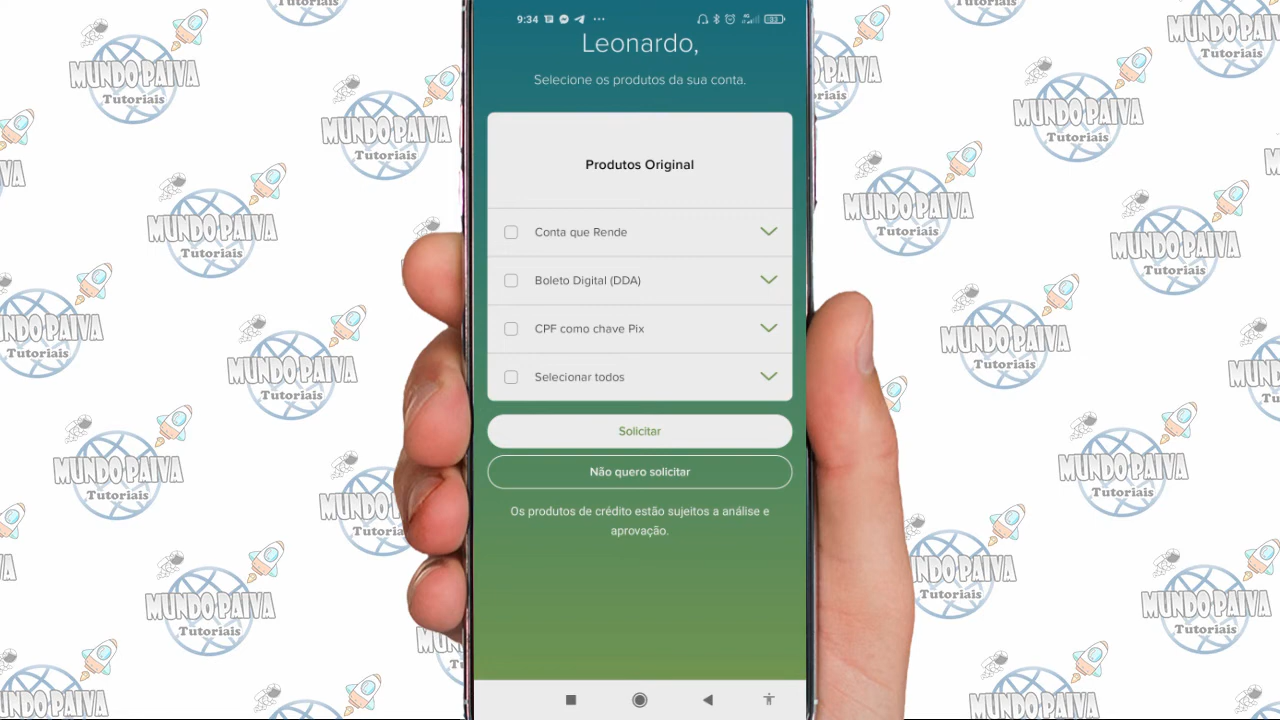 9:34
33
Leonardo,
Selecione os produtos da sua conta.
Produtos Original
Conta que Rende
Boleto Digital (DDA)
CPF como chave Pix
Selecionar todos
Solicitar
Não quero solicitar
Os produtos de crédito estão sujeitos a análise e
aprovação.
MUNDO PAIVA
Tutoriais